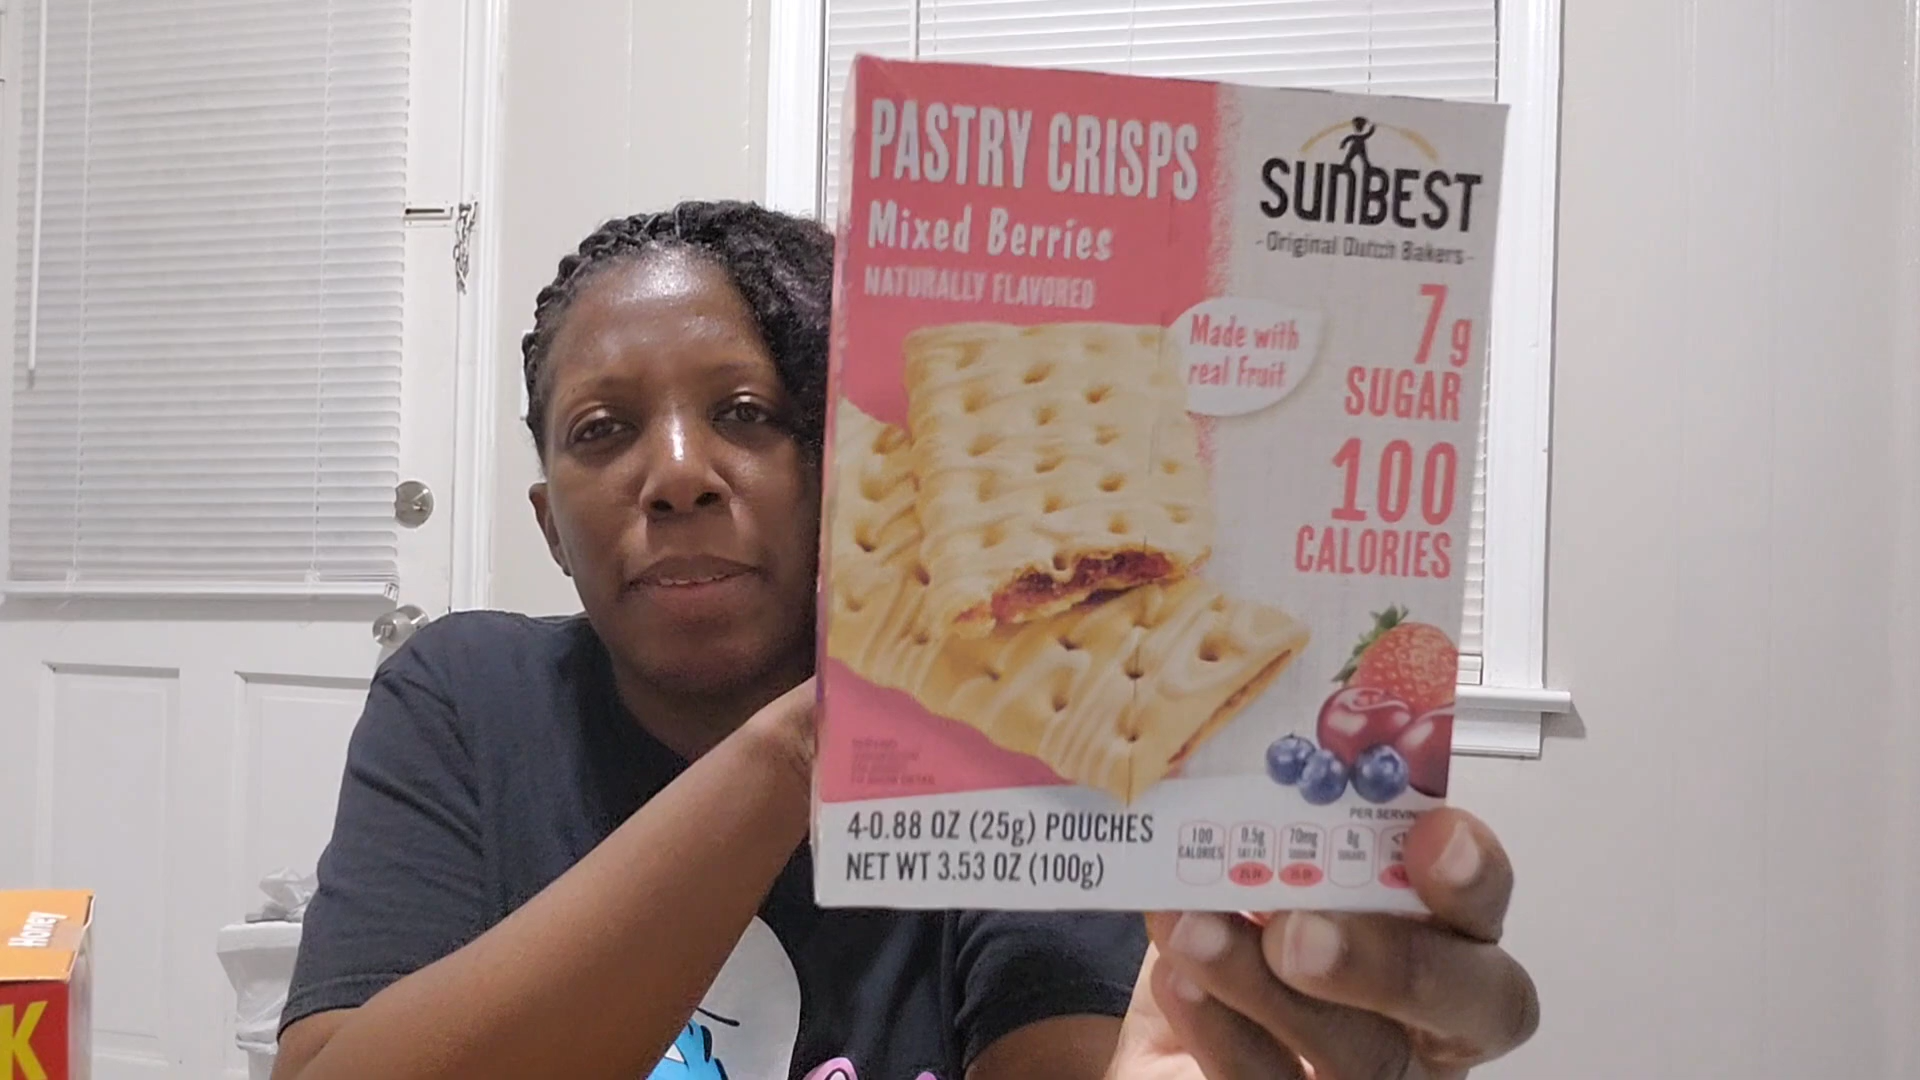 PASTRY CRISPS
Mixed Berries
NATURALLY FLAVORED
SUNBEST
- Original Dutch Bakers -
Made with
real Fruit
7g
SUGAR
100
CALORIES
4-0.88 OZ (25g) POUCHES
NET WT 3.53 OZ (100g)
PER SERVIN
100
CALORIES
0.5g
SAT FAT
70mg
SODIUM
8g
SUGARS
Honey
K